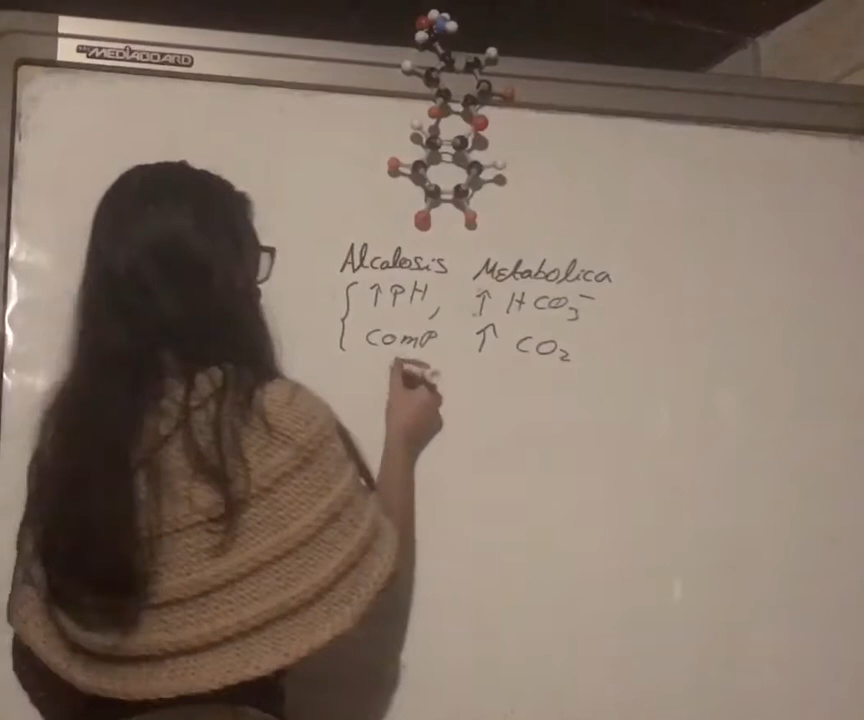 MEDIABOARD
Alcalosis Metabolica
↑PH, ↑ HCO₃⁻
comp ↑ CO₂